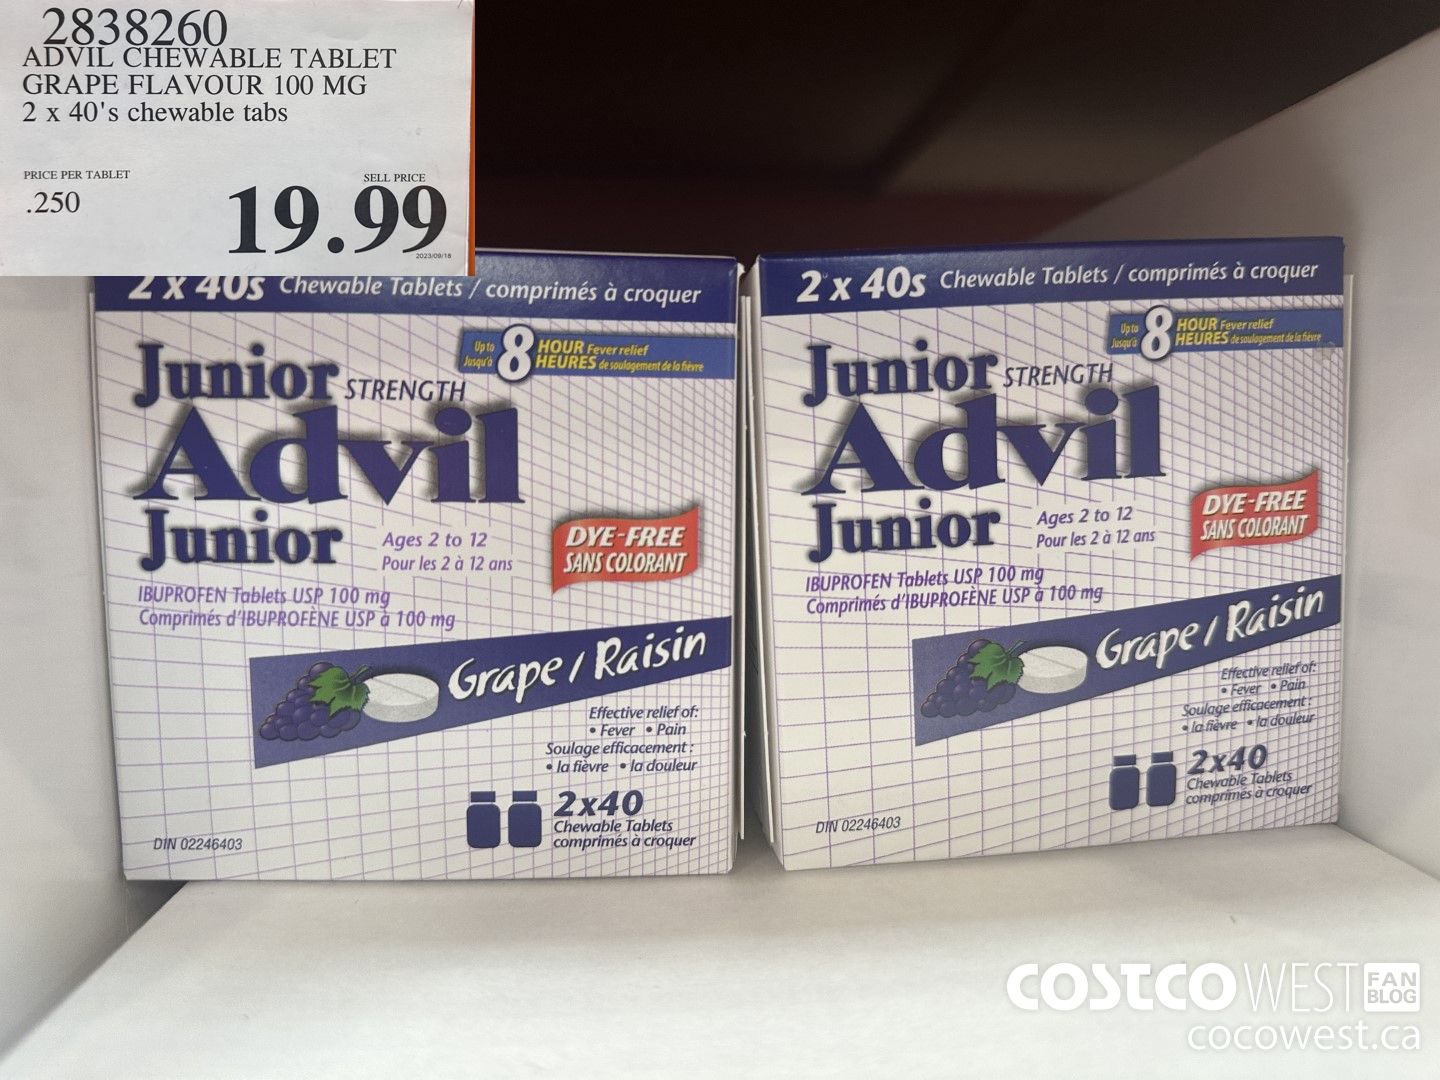 2838260
ADVIL CHEWABLE TABLET
GRAPE FLAVOUR 100 MG
2 x 40's chewable tabs
PRICE PER TABLET
.250
SELL PRICE
19.99
2023/09/18
2 x 40s Chewable Tablets / comprimés à croquer
Up to 8 HOUR Fever relief
Jusqu'à HEURES de soulagement de la fièvre
Junior STRENGTH
Advil
Junior
Ages 2 to 12
Pour les 2 à 12 ans
DYE-FREE
SANS COLORANT
IBUPROFEN Tablets USP 100 mg
Comprimés d'IBUPROFÈNE USP à 100 mg
Grape / Raisin
Effective relief of:
• Fever • Pain
Soulage efficacement :
• la fièvre • la douleur
2x40
Chewable Tablets
comprimés à croquer
DIN 02246403
2 x 40s Chewable Tablets / comprimés à croquer
Up to 8 HOUR Fever relief
Jusqu'à HEURES de soulagement de la fièvre
Junior STRENGTH
Advil
Junior
Ages 2 to 12
Pour les 2 à 12 ans
DYE-FREE
SANS COLORANT
IBUPROFEN Tablets USP 100 mg
Comprimés d'IBUPROFÈNE USP à 100 mg
Grape / Raisin
Effective relief of:
• Fever • Pain
Soulage efficacement :
• la fièvre • la douleur
2x40
Chewable Tablets
comprimés à croquer
DIN 02246403
COSTCO WEST FAN BLOG
cocowest.ca